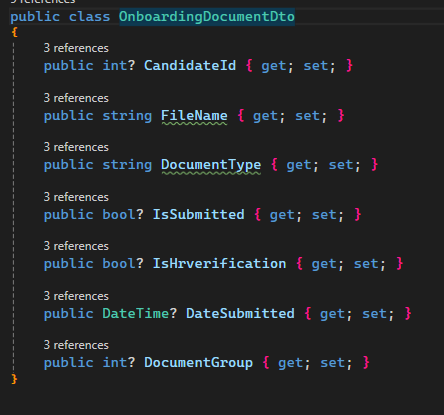 9 references
public class OnboardingDocumentDto
{
3 references
public int? CandidateId { get; set; }
3 references
public string FileName { get; set; }
3 references
public string DocumentType { get; set; }
3 references
public bool? IsSubmitted { get; set; }
3 references
public bool? IsHrverification { get; set; }
3 references
public DateTime? DateSubmitted { get; set; }
3 references
public int? DocumentGroup { get; set; }
}